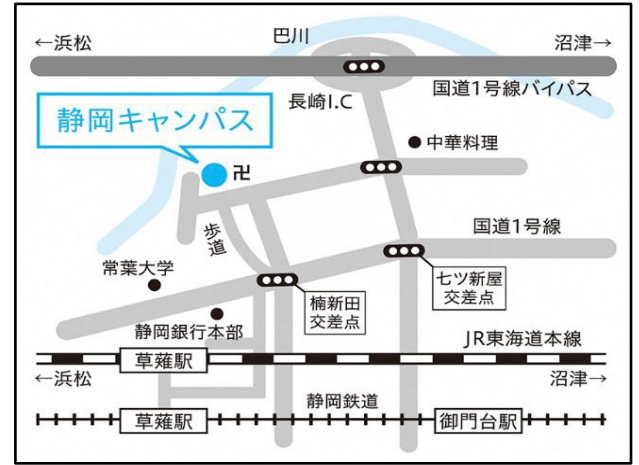 ←浜松
巴川
沼津→
国道1号線バイパス
長崎I.C
静岡キャンパス
中華料理
卍
歩道
国道1号線
常葉大学
七ツ新屋
交差点
楠新田
交差点
静岡銀行本部
JR東海道本線
草薙駅
←浜松
沼津→
静岡鉄道
草薙駅
御門台駅